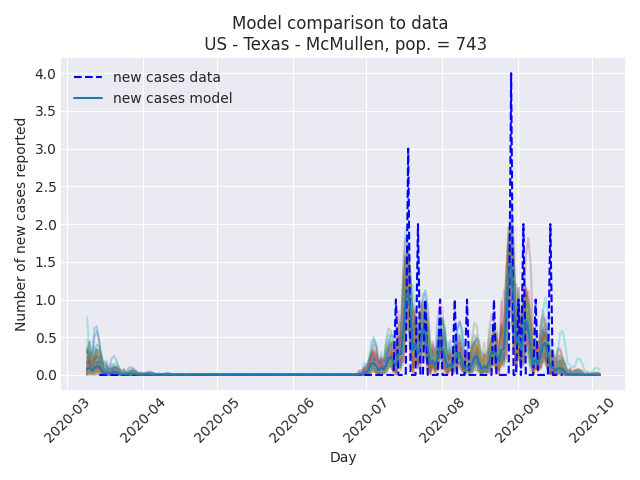 Model comparison to data
US - Texas - McMullen, pop. = 743
new cases data
new cases model
Number of new cases reported
4.0
3.5
3.0
2.5
2.0
1.5
1.0
0.5
0.0
2020-03
2020-04
2020-05
2020-06
2020-07
2020-08
2020-09
2020-10
Day